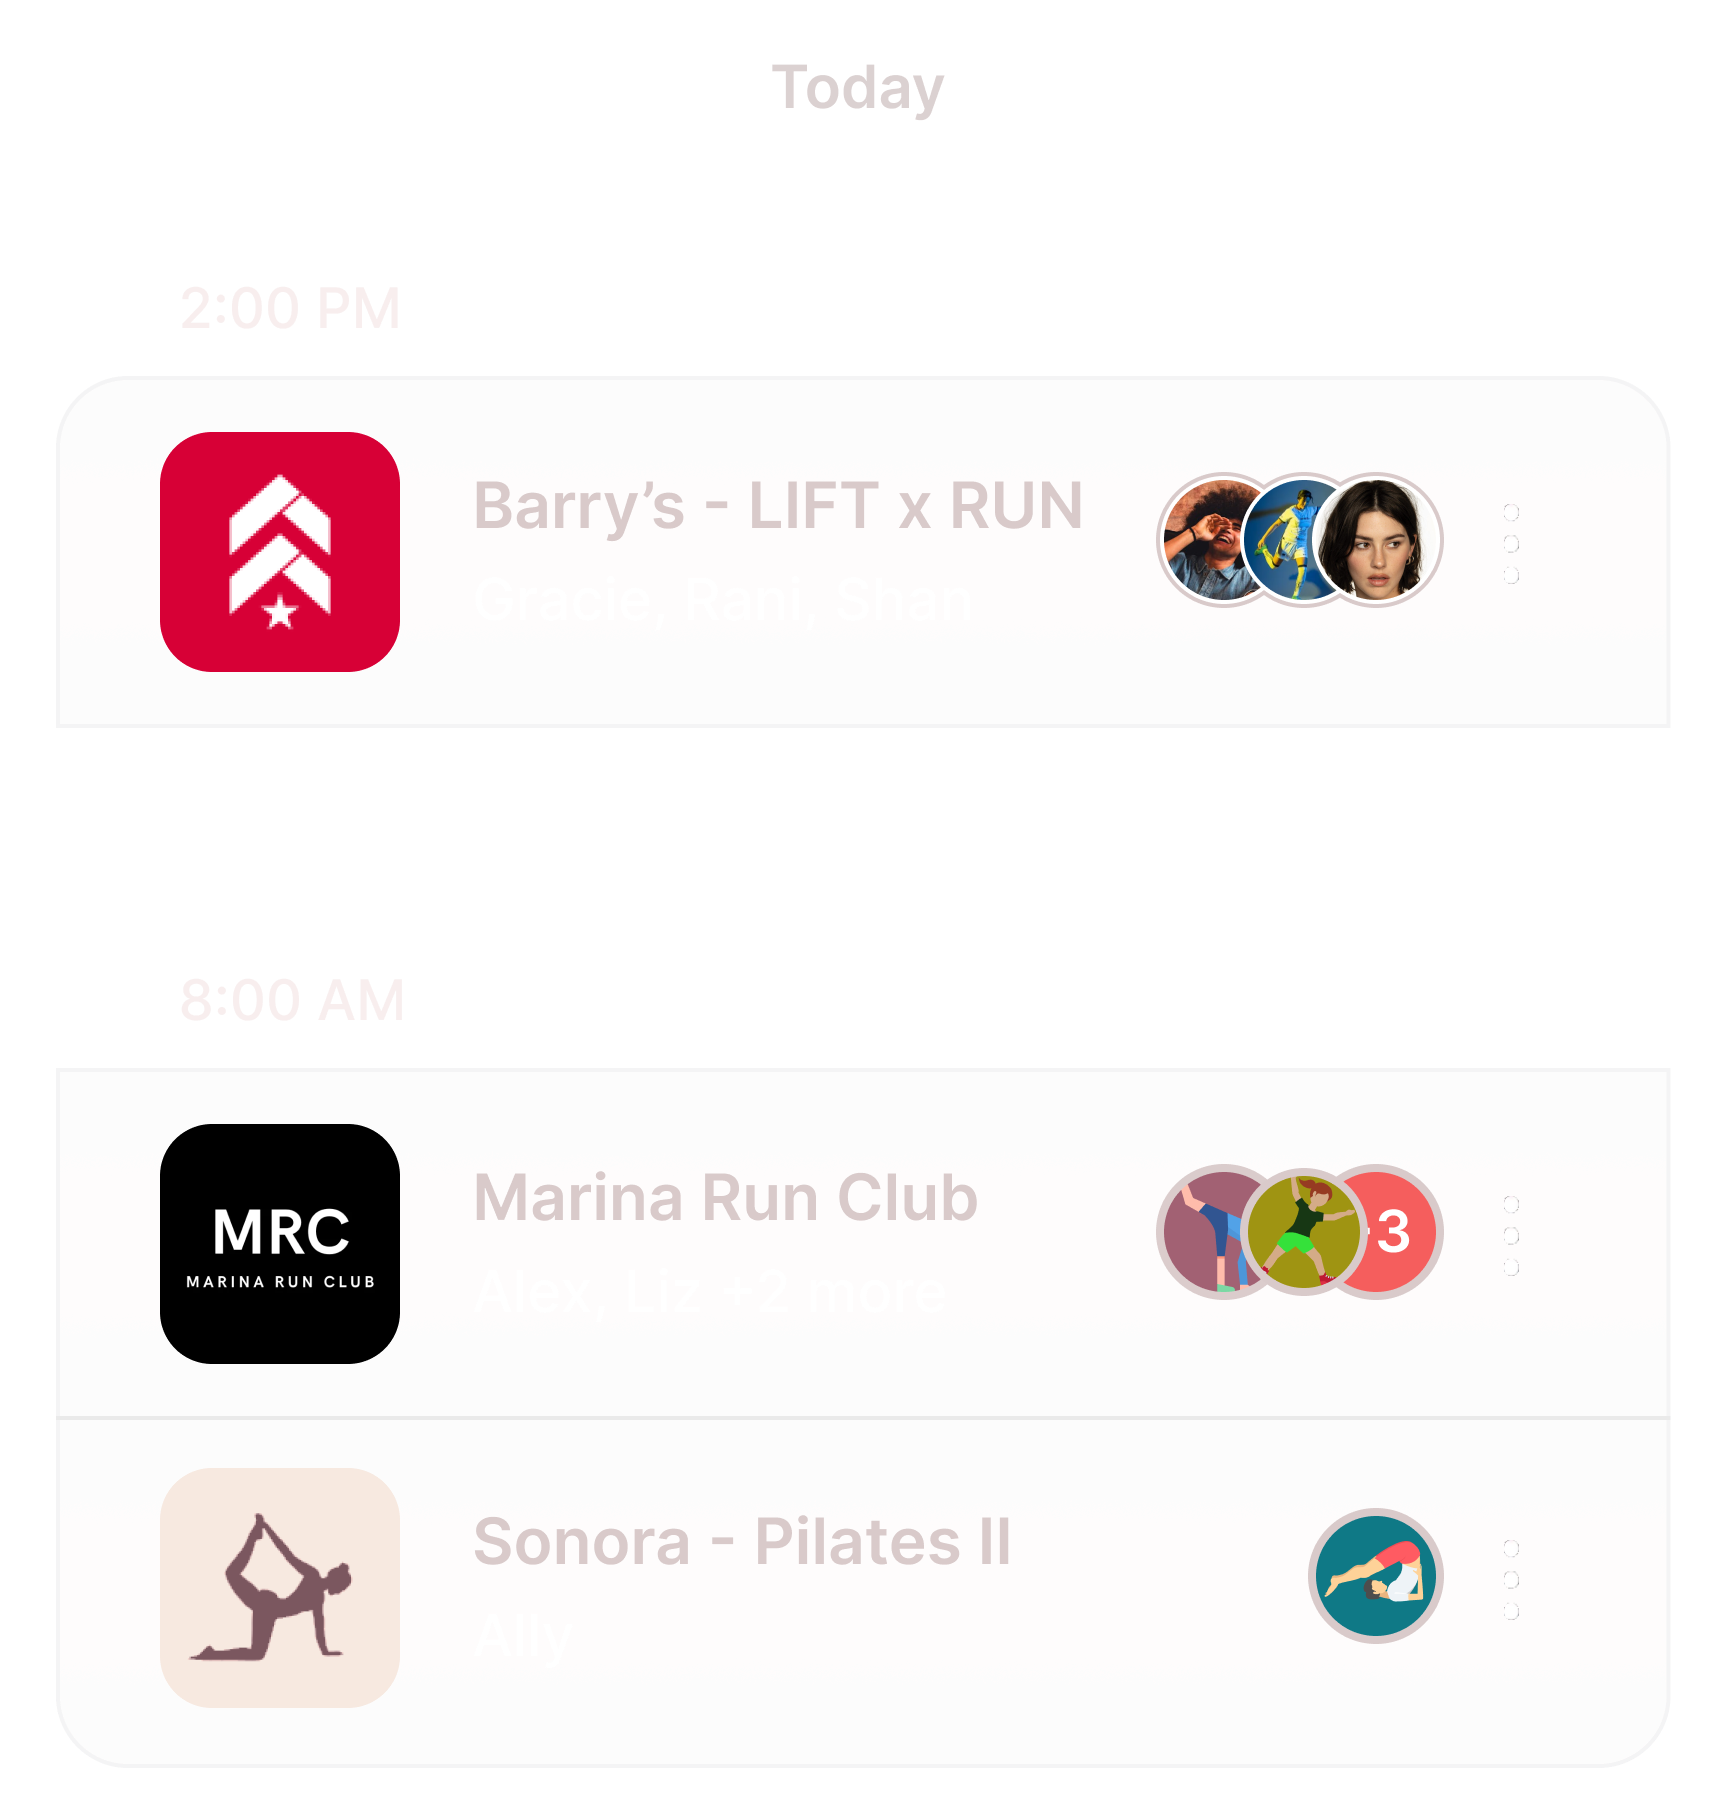 Today
2:00 PM
Barry’s - LIFT x RUN
Gracie, Rani, Shan
8:00 AM
MRC
MARINA RUN CLUB
Marina Run Club
Alex, Liz +2 more
+3
Sonora - Pilates II
Ally